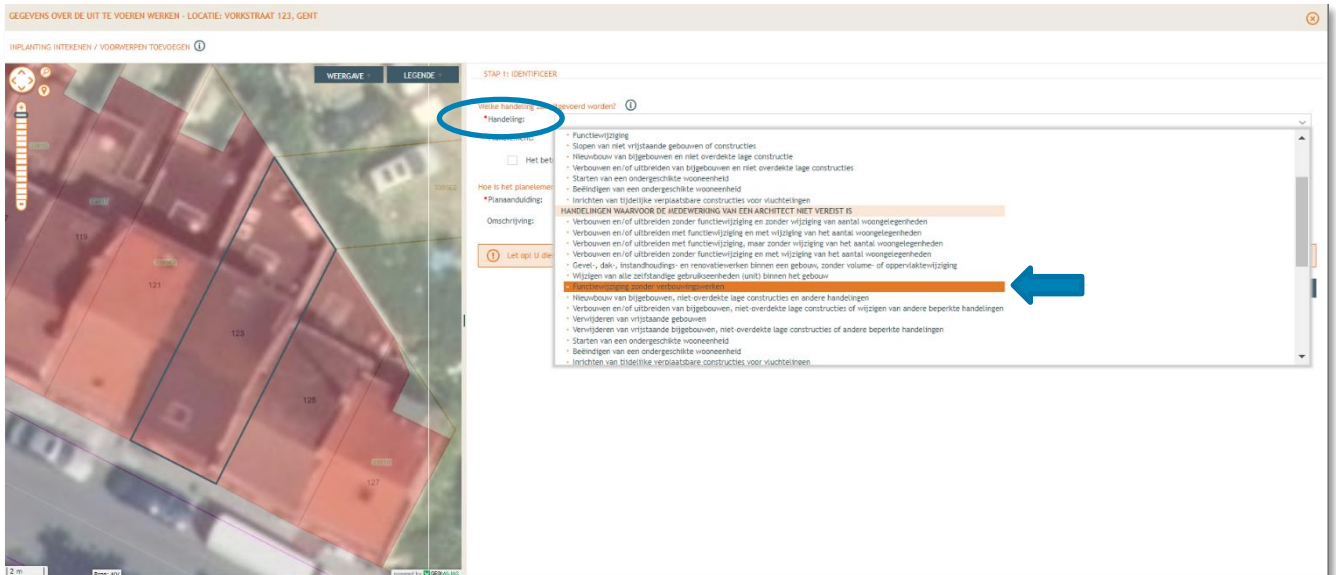 GEGEVENS OVER DE UIT TE VOEREN WERKEN - LOCATIE: VORKSTRAAT 123, GENT
INPLANTING INTEKENEN / VOORWERPEN TOEVOEGEN
WEERGAVE
LEGENDE
119
121
123
125
127
2 m
powered by
STAP 1: IDENTIFICEER
Welke handeling worden?
*Handeling:
Het bet
Hoe is het planeleme
*Planaanduiding:
Omschrijving:
Let op! U die
- Functiewijziging
- Slopen van niet vrijstaande gebouwen of constructies
- Nieuwbouw van bijgebouwen en niet overdekte lage constructie
- Verbouwen en/of uitbreiden van bijgebouwen en niet overdekte lage constructies
- Starten van een ondergeschikte wooneenheid
- Beëindigen van een ondergeschikte wooneenheid
- Inrichten van tijdelijke verplaatsbare constructies voor vluchtelingen
HANDELINGEN WAARVOOR DE MEDEWERKING VAN EEN ARCHITECT NIET VEREIST IS
- Verbouwen en/of uitbreiden zonder functiewijziging en zonder wijziging van aantal woongelegenheden
- Verbouwen en/of uitbreiden met functiewijziging en met wijziging van het aantal woongelegenheden
- Verbouwen en/of uitbreiden met functiewijziging, maar zonder wijziging van het aantal woongelegenheden
- Verbouwen en/of uitbreiden zonder functiewijziging en met wijziging van het aantal woongelegenheden
- Gevel-, dak-, instandhoudings- en renovatiewerken binnen een gebouw, zonder volume- of oppervlaktewijziging
- Wijzigen van alle zelfstandige gebruikseenheden (unit) binnen het gebouw
- Functiewijziging zonder verbouwingswerken
- Nieuwbouw van bijgebouwen, niet-overdekte lage constructies en andere handelingen
- Verbouwen en/of uitbreiden van bijgebouwen, niet-overdekte lage constructies of wijzigen van andere beperkte handelingen
- Verwijderen van vrijstaande gebouwen
- Verwijderen van vrijstaande bijgebouwen, niet-overdekte lage constructies of andere beperkte handelingen
- Starten van een ondergeschikte wooneenheid
- Beëindigen van een ondergeschikte wooneenheid
- Inrichten van tijdelijke verplaatsbare constructies voor vluchtelingen